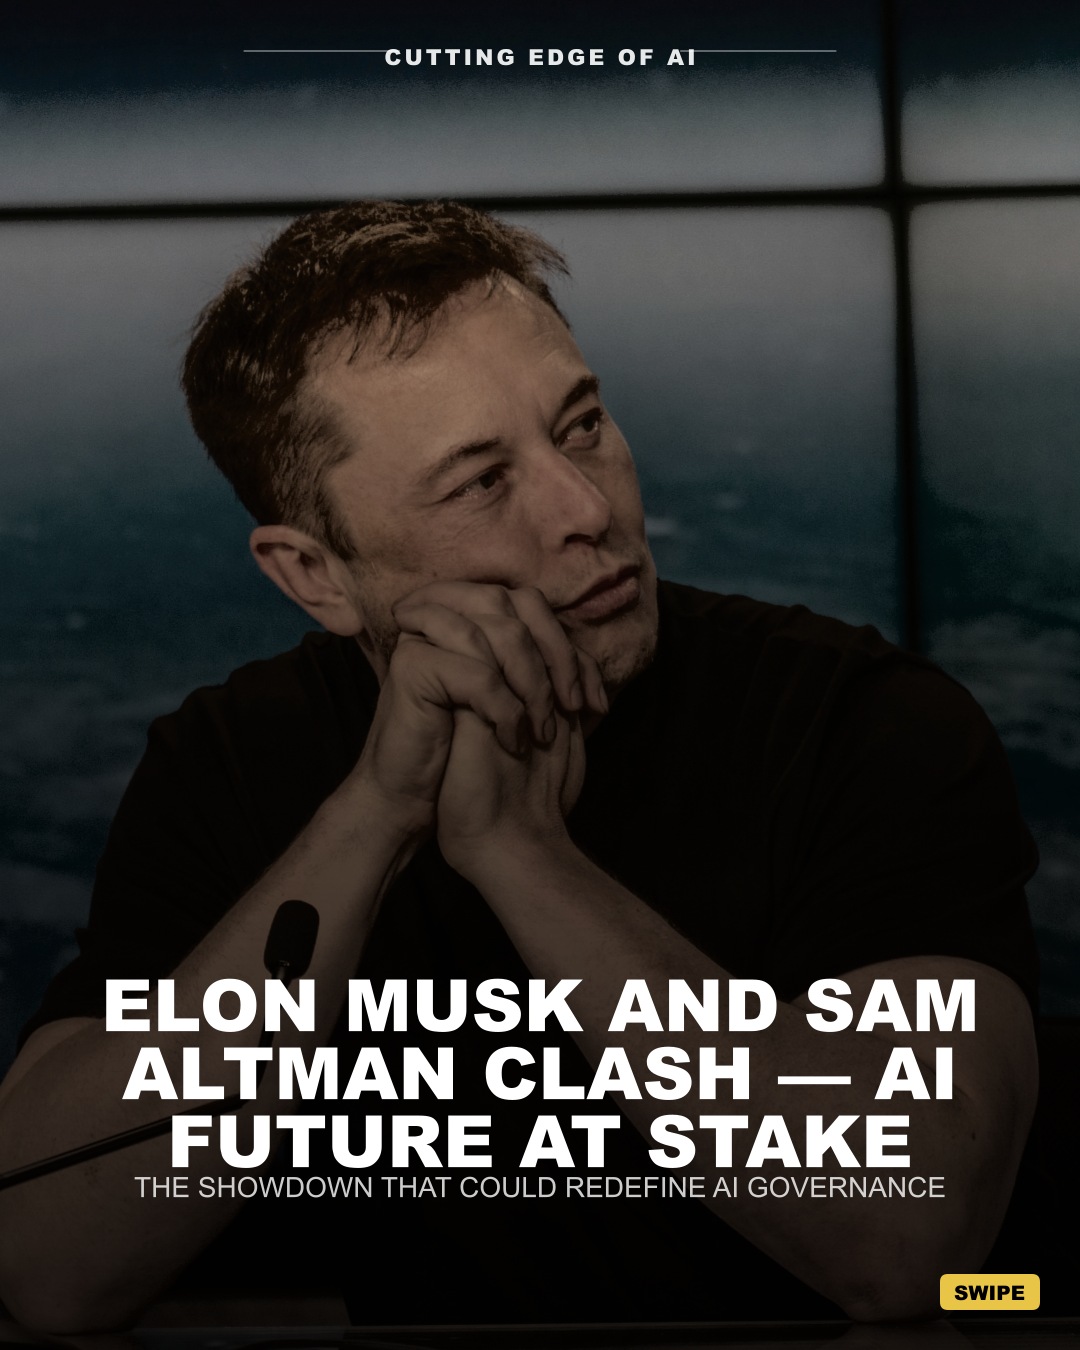 CUTTING EDGE OF AI
ELON MUSK AND SAM
ALTMAN CLASH — AI
FUTURE AT STAKE
THE SHOWDOWN THAT COULD REDEFINE AI GOVERNANCE
SWIPE